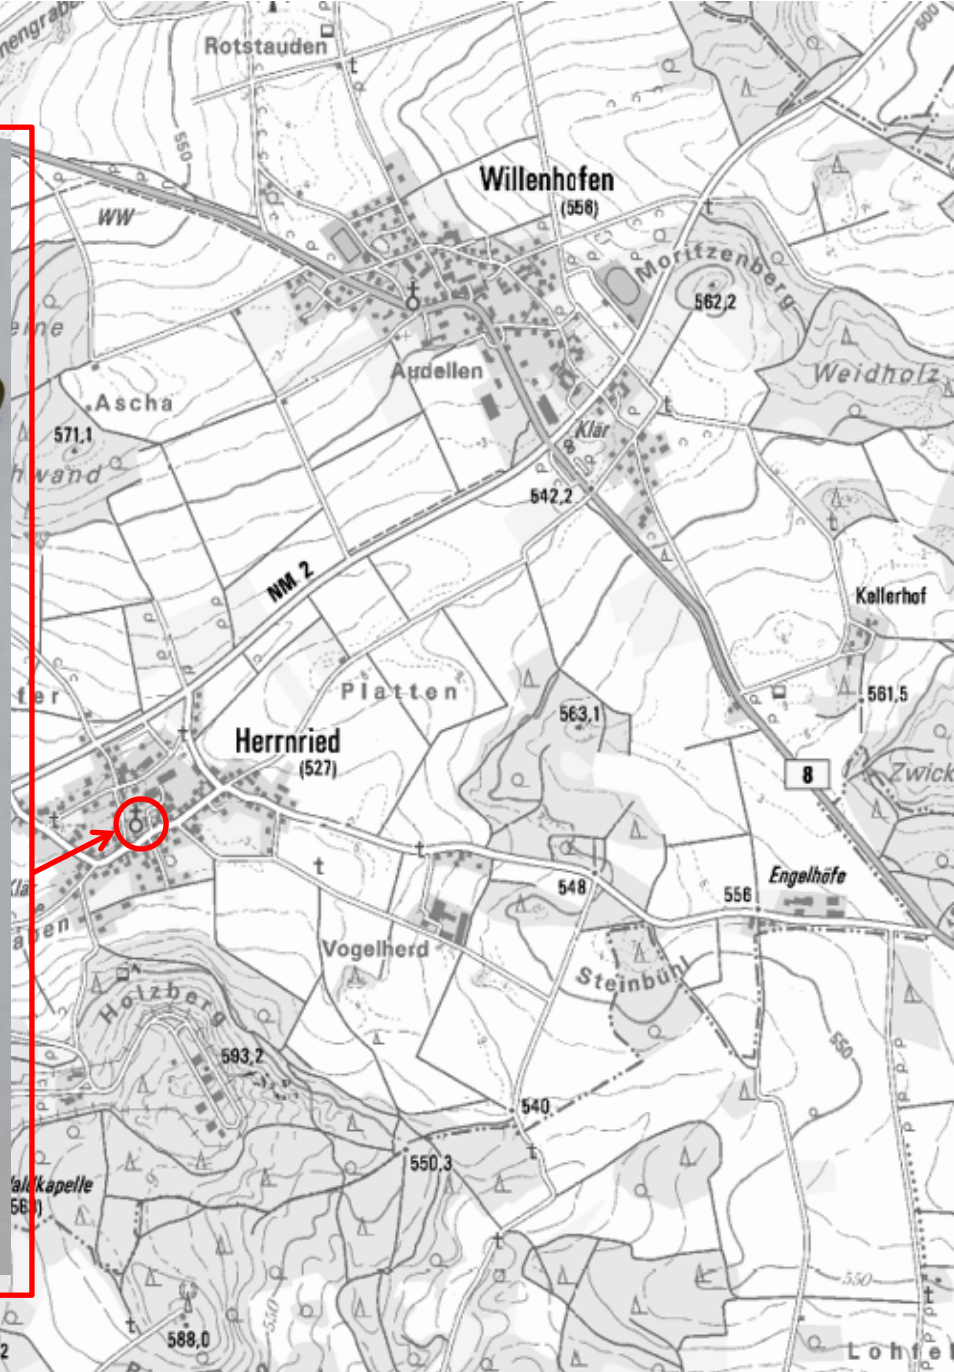 Rotstauden
500
550
Willenhofen
(556)
WW
Moritzenberg
562,2
Audellen
Weidholz
Ascha
571,1
Klär
542,2
NM 2
Kellerhof
Platten
561,5
563,1
Herrnried
(527)
8
548
Engelhöfe
556
Vogelherd
Steinbühl
Holzberg
593,2
550
540
550,3
550
550
588,0